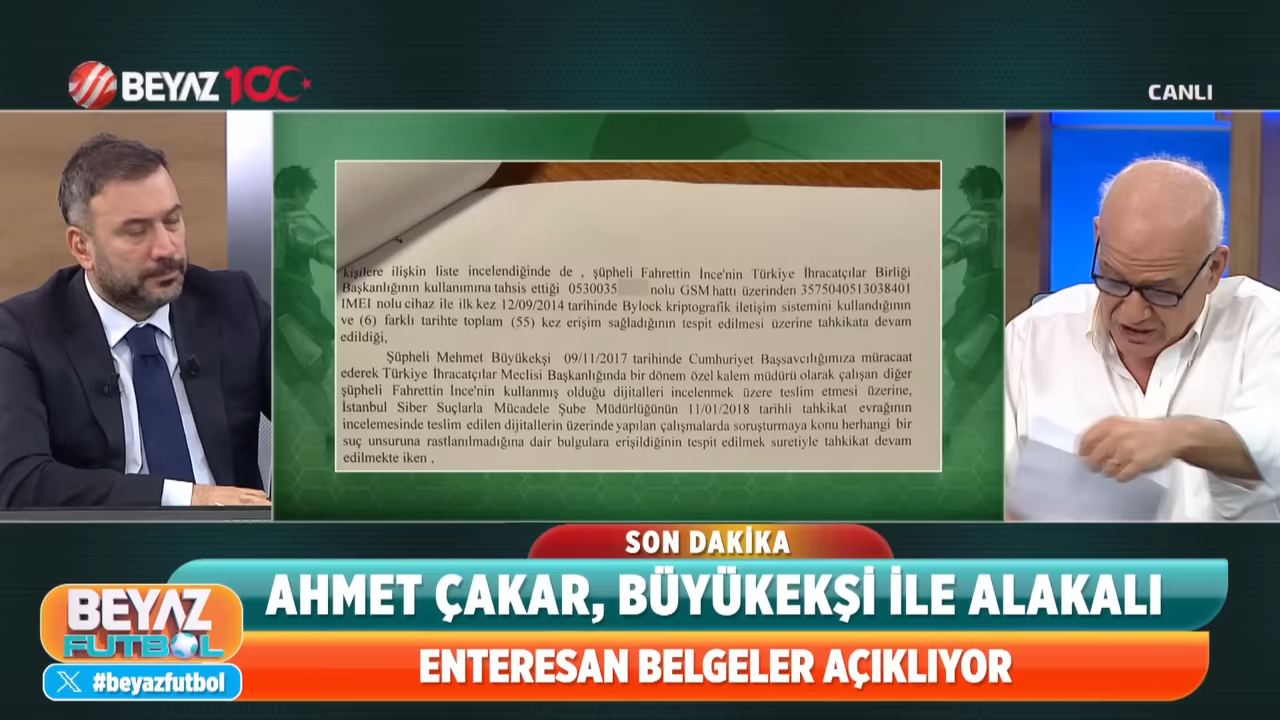 BEYAZ 100
CANLI
kişilere ilişkin liste incelendiğinde de , şüpheli Fahrettin İnce'nin Türkiye İhracatçılar Birliği
Başkanlığının kullanımına tahsis ettiği 0530035 nolu GSM hattı üzerinden 3575040513038401
IMEI nolu cihaz ile ilk kez 12/09/2014 tarihinde Bylock kriptografik iletişim sistemini kullandığının
ve (6) farklı tarihte toplam (55) kez erişim sağladığının tespit edilmesi üzerine tahkikata devam
edildiği,
Şüpheli Mehmet Büyükekşi 09/11/2017 tarihinde Cumhuriyet Başsavcılığımıza müracaat
ederek Türkiye İhracatçılar Meclisi Başkanlığında bir dönem özel kalem müdürü olarak çalışan diğer
şüpheli Fahrettin İnce'nin kullanmış olduğu dijitalleri incelenmek üzere teslim etmesi üzerine,
İstanbul Siber Suçlarla Mücadele Şube Müdürlüğünün 11/01/2018 tarihli tahkikat evrağının
incelemesinde teslim edilen dijitallerin üzerinde yapılan çalışmalarda soruşturmaya konu herhangi bir
suç unsuruna rastlanılmadığına dair bulgulara erişildiğinin tespit edilmek suretiyle tahkikat devam
edilmekte iken ,
SON DAKİKA
AHMET ÇAKAR, BÜYÜKEKŞİ İLE ALAKALI
ENTERESAN BELGELER AÇIKLIYOR
BEYAZ
FUTBOL
X #beyazfutbol